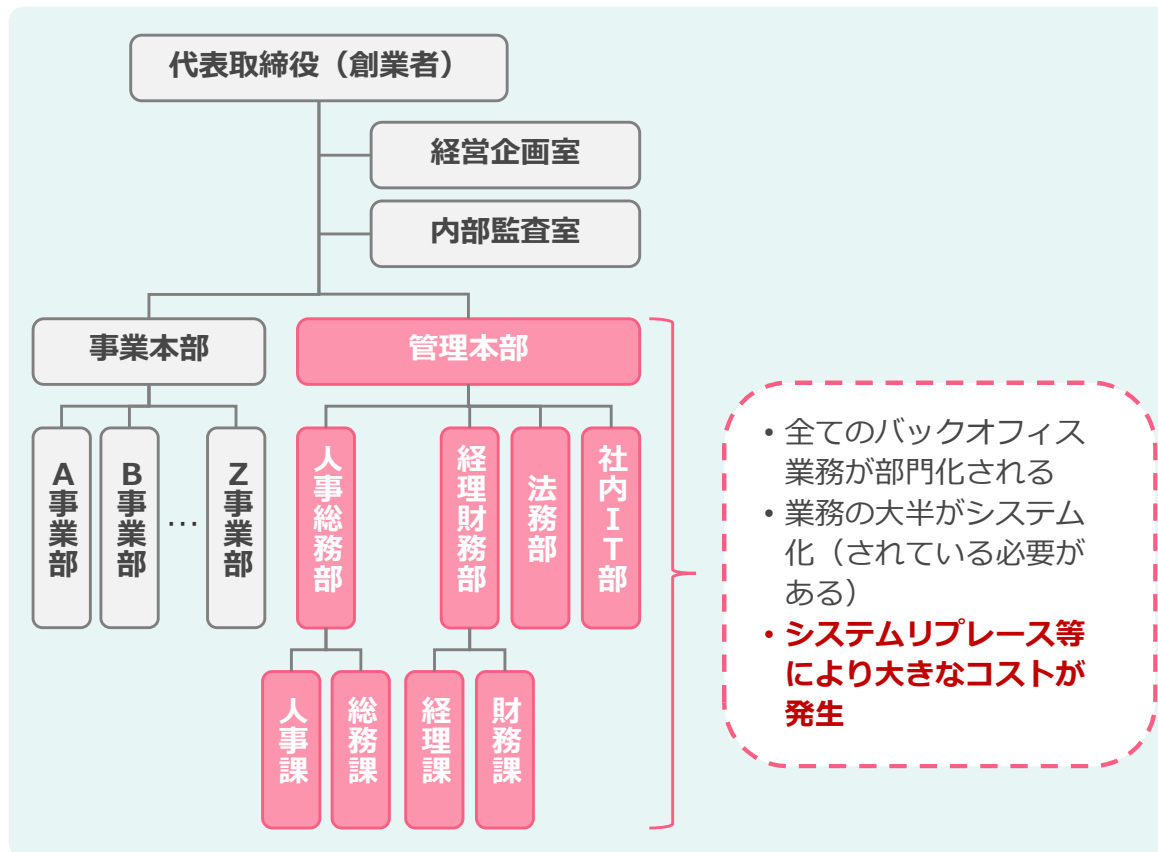 代表取締役（創業者）
経営企画室
内部監査室
事業本部
管理本部
A事業部
B事業部
…
Z事業部
人事総務部
経理財務部
法務部
社内IT部
人事課
総務課
経理課
財務課
・全てのバックオフィス
業務が部門化される
・業務の大半がシステム
化（されている必要が
ある）
・システムリプレース等
により大きなコストが
発生